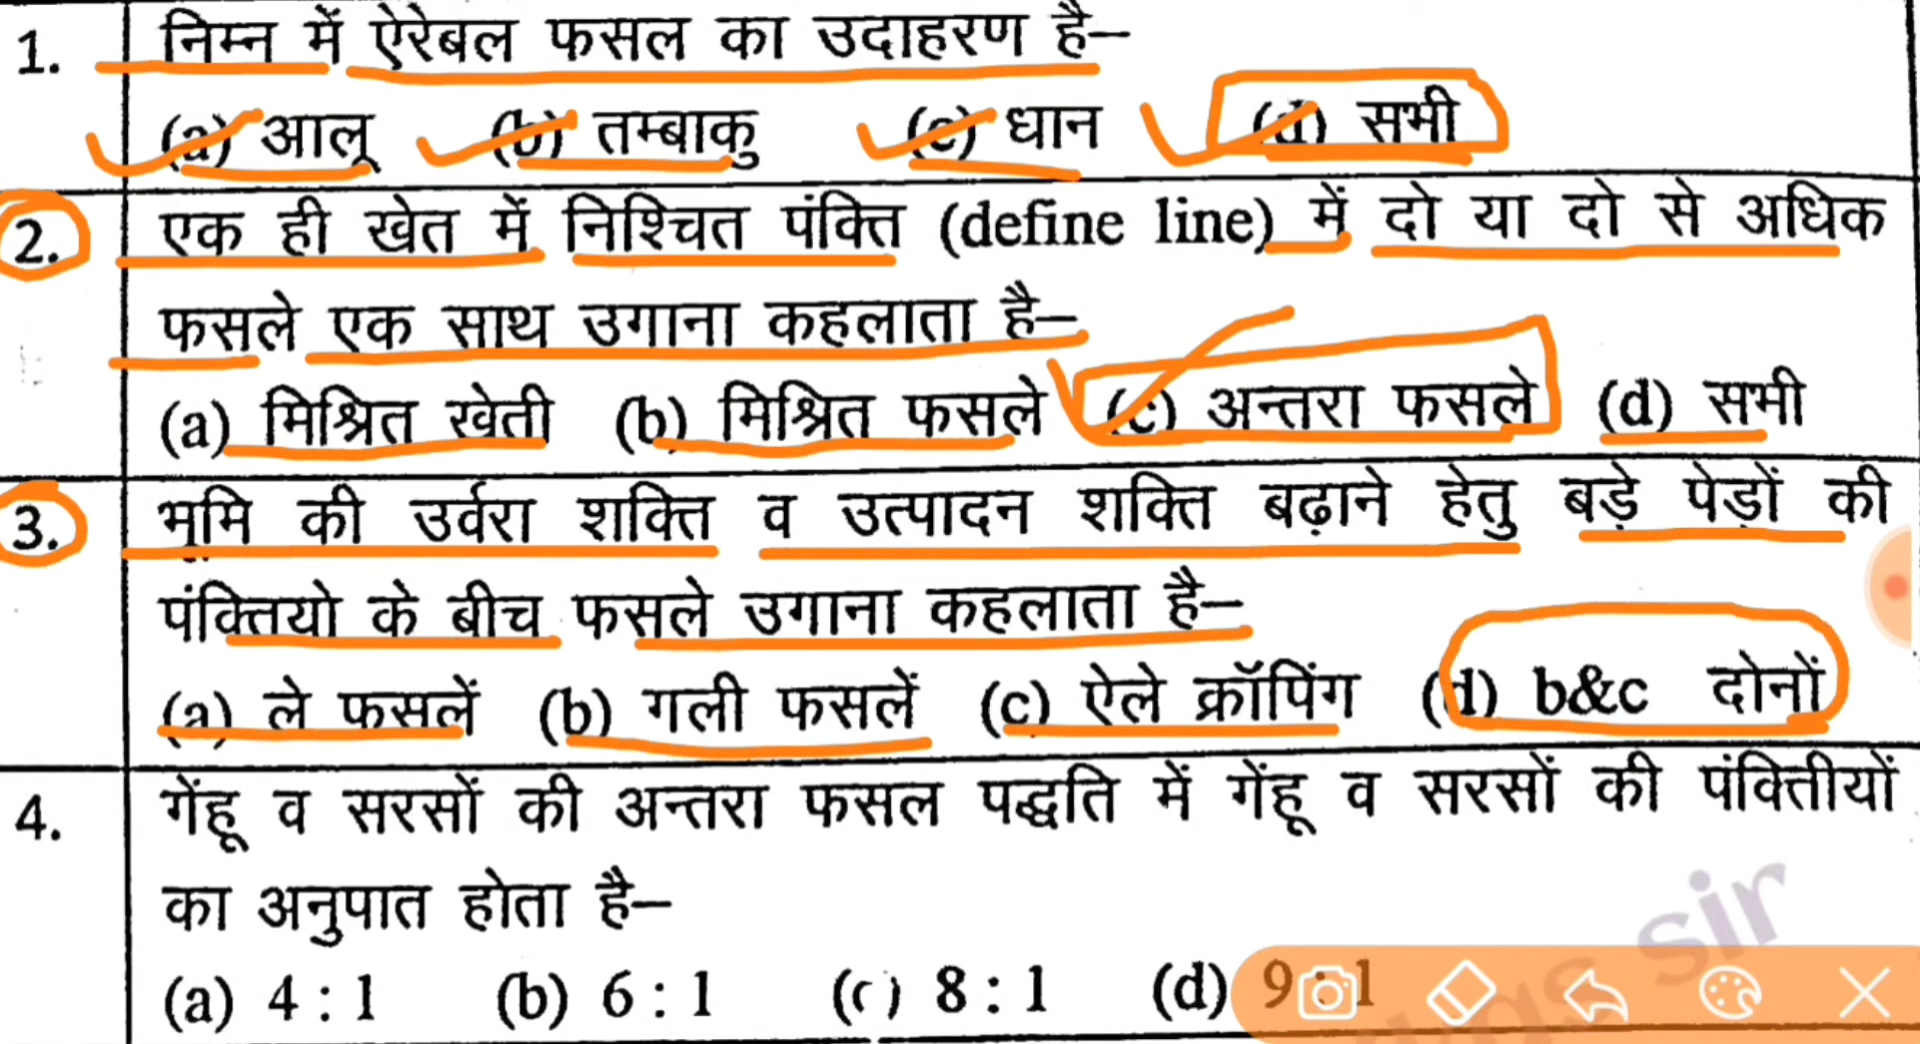 1. निम्न में ऐरेबल फसल का उदाहरण है–
(a) आलू (b) तम्बाकु (c) धान (d) सभी
2. एक ही खेत में निश्चित पंक्ति (define line) में दो या दो से अधिक
फसले एक साथ उगाना कहलाता है–
(a) मिश्रित खेती (b) मिश्रित फसले (c) अन्तरा फसले (d) सभी
3. भूमि की उर्वरा शक्ति व उत्पादन शक्ति बढ़ाने हेतु बड़े पेड़ों की
पंक्तियो के बीच फसले उगाना कहलाता है–
(a) ले फसलें (b) गली फसलें (c) ऐले क्रॉपिंग (d) b&c दोनों
4. गेंहू व सरसों की अन्तरा फसल पद्धति में गेंहू व सरसों की पंक्तिीयों
का अनुपात होता है–
(a) 4 : 1 (b) 6 : 1 (c) 8 : 1 (d) 9 : 1
sir